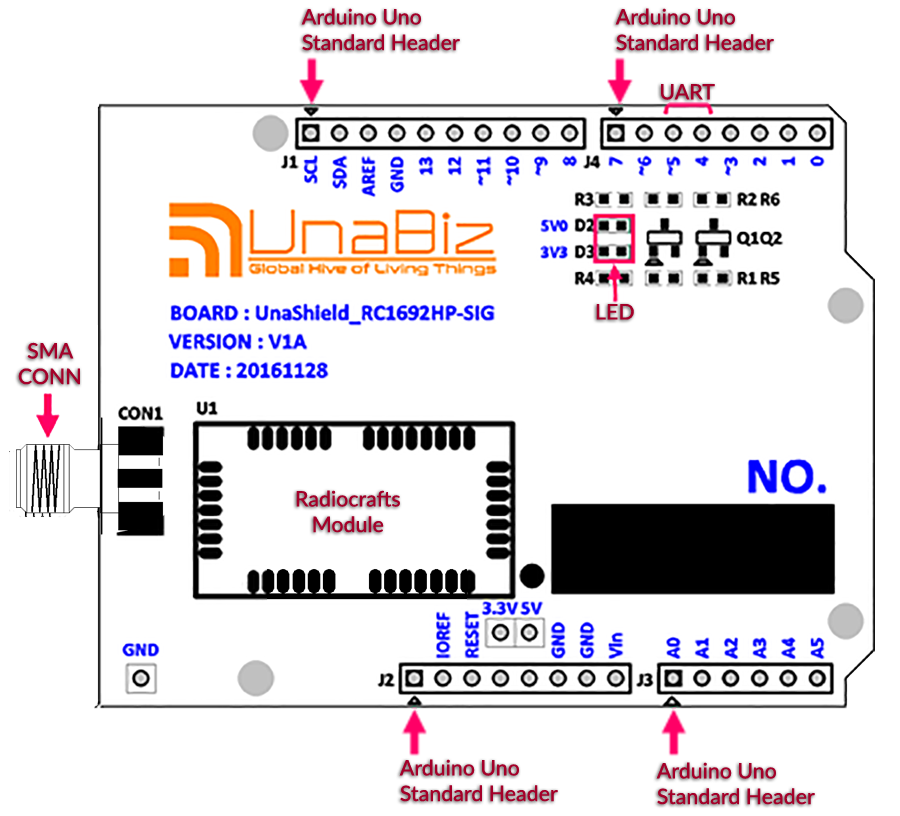 Arduino Uno
Standard Header
Arduino Uno
Standard Header
UART
J1
SCL SDA AREF GND 13 12 ~11 ~10 ~9 8
J4
7 ~6 ~5 4 ~3 2 1 0
R3 R2 R6
5V0 D2
3V3 D3
Q1Q2
R4 R1 R5
LED
UnaBiz
Global Hive of Living Things
BOARD : UnaShield_RC1692HP-SIG
VERSION : V1A
DATE : 20161128
SMA
CONN
CON1
U1
Radiocrafts
Module
NO.
3.3V 5V
IOREF RESET GND GND Vin
A0 A1 A2 A3 A4 A5
GND
J2
J3
Arduino Uno
Standard Header
Arduino Uno
Standard Header